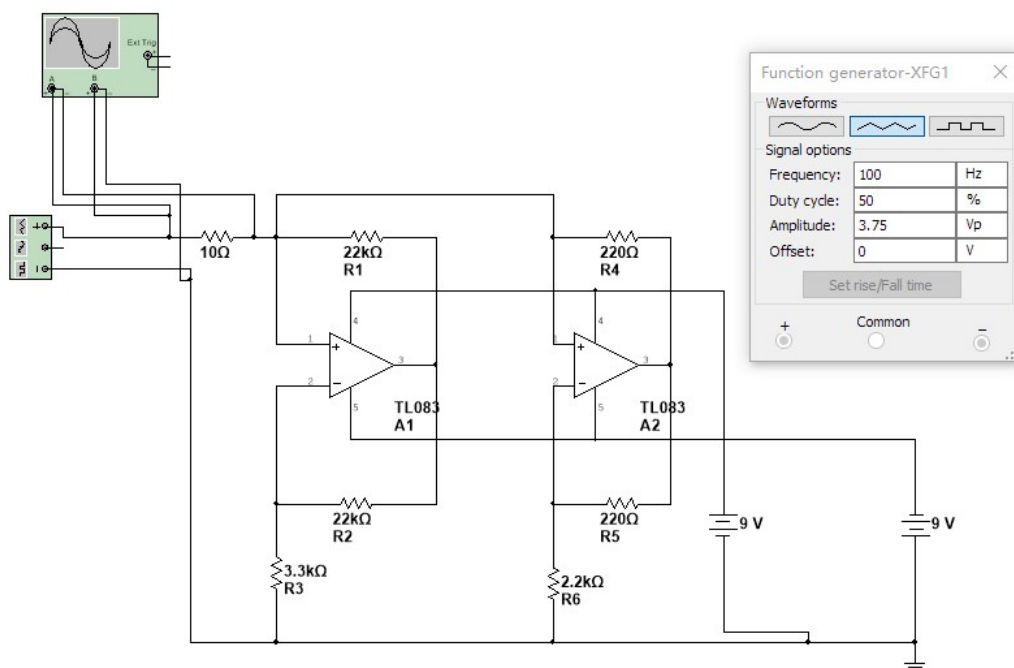 Ext Trig
+
−
A
B
+
−
+
−
10Ω
22kΩ
R1
220Ω
R4
4
1
+
3
2
−
5
TL083
A1
4
1
+
3
2
−
5
TL083
A2
22kΩ
R2
220Ω
R5
3.3kΩ
R3
2.2kΩ
R6
9 V
9 V
Function generator-XFG1
Waveforms
Signal options
Frequency: 100 Hz
Duty cycle: 50 %
Amplitude: 3.75 Vp
Offset: 0 V
Set rise/Fall time
+ Common −